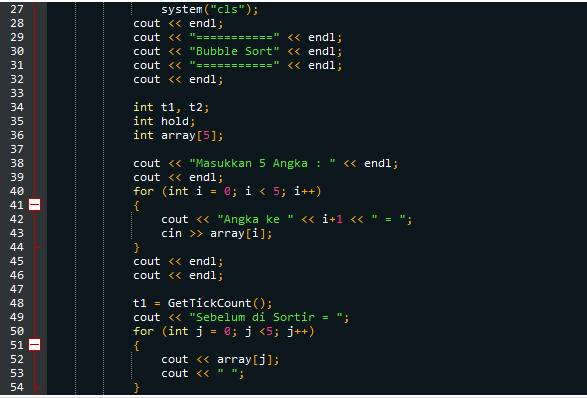 27 system("cls");
28 cout << endl;
29 cout << "===========" << endl;
30 cout << "Bubble Sort" << endl;
31 cout << "===========" << endl;
32 cout << endl;
33
34 int t1, t2;
35 int hold;
36 int array[5];
37
38 cout << "Masukkan 5 Angka : " << endl;
39 cout << endl;
40 for (int i = 0; i < 5; i++)
41 {
42 cout << "Angka ke " << i+1 << " = ";
43 cin >> array[i];
44 }
45 cout << endl;
46 cout << endl;
47
48 t1 = GetTickCount();
49 cout << "Sebelum di Sortir = ";
50 for (int j = 0; j <5; j++)
51 {
52 cout << array[j];
53 cout << " ";
54 }